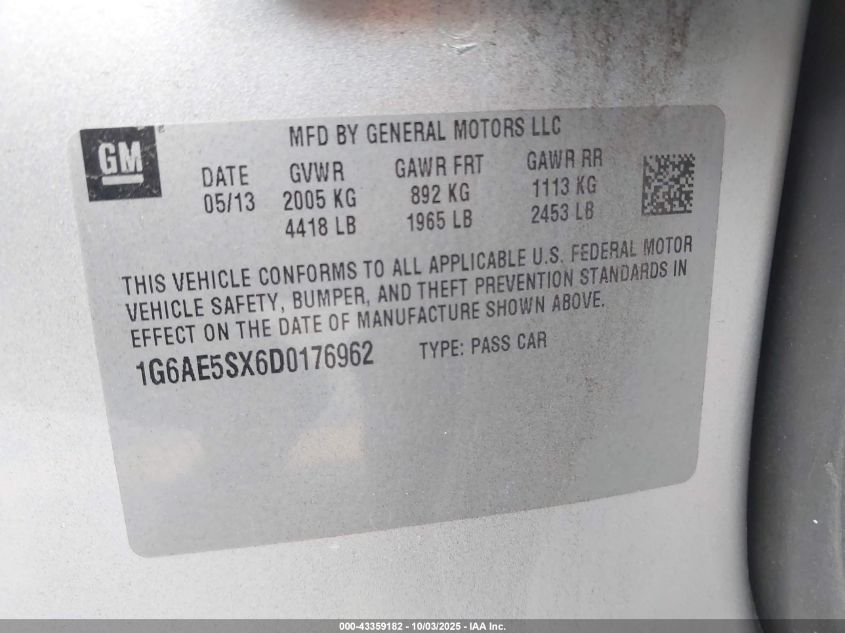 GM
MFD BY GENERAL MOTORS LLC
DATE GVWR GAWR FRT GAWR RR
05/13 2005 KG 892 KG 1113 KG
4418 LB 1965 LB 2453 LB
THIS VEHICLE CONFORMS TO ALL APPLICABLE U.S. FEDERAL MOTOR
VEHICLE SAFETY, BUMPER, AND THEFT PREVENTION STANDARDS IN
EFFECT ON THE DATE OF MANUFACTURE SHOWN ABOVE.
1G6AE5SX6D0176962 TYPE: PASS CAR
000-43359182 - 10/03/2025 - IAA Inc.